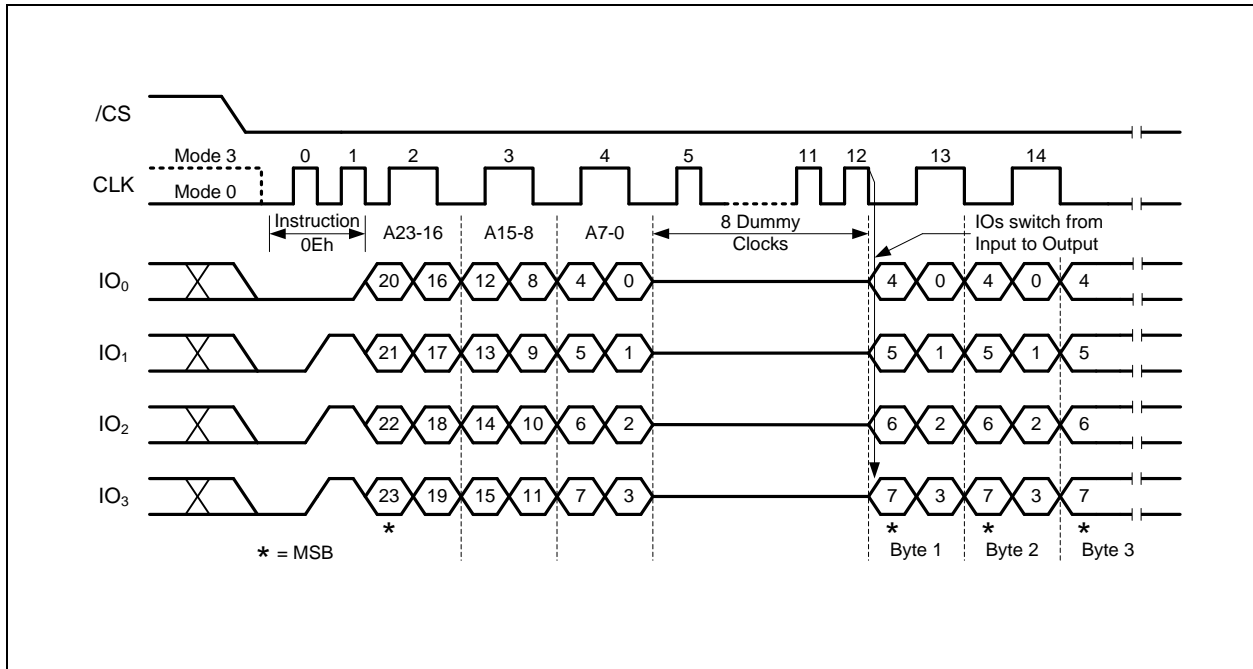 /CS
Mode 3 0 1 2 3 4 5 11 12 13 14
CLK
Mode 0
Instruction 8 Dummy IOs switch from
0Eh A23-16 A15-8 A7-0 Clocks Input to Output
IO0 20 16 12 8 4 0 4 0 4 0 4
IO1 21 17 13 9 5 1 5 1 5 1 5
IO2 22 18 14 10 6 2 6 2 6 2 6
IO3 23 19 15 11 7 3 7 3 7 3 7
* * * *
* = MSB Byte 1 Byte 2 Byte 3